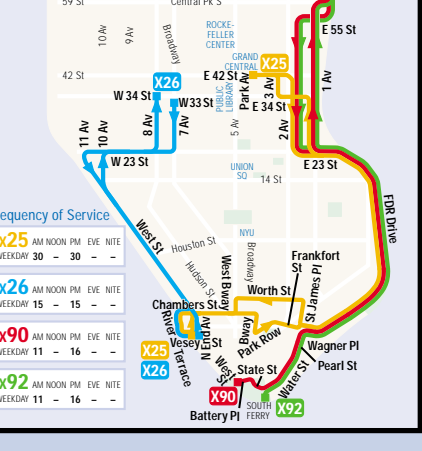 59 St
Central Pk S
E 55 St
10 Av
9 Av
Broadway
ROCKE-
FELLER
CENTER
GRAND
CENTRAL
X25
42 St
X26
E 42 St
Park Av
3 Av
1 Av
W 34 St
W 33 St
PUBLIC
LIBRARY
E 34 St
11 Av
10 Av
8 Av
7 Av
5 Av
2 Av
W 23 St
E 23 St
UNION
SQ
14 St
FDR Drive
equency of Service
x25 AM NOON PM EVE NITE
WEEKDAY 30 – 30 – –
x26 AM NOON PM EVE NITE
WEEKDAY 15 – 15 – –
x90 AM NOON PM EVE NITE
WEEKDAY 11 – 16 – –
x92 AM NOON PM EVE NITE
WEEKDAY 11 – 16 – –
West St
Houston St
NYU
Hudson St
West Bway
Broadway
Frankfort
St
St James Pl
Worth St
Chambers St
River Terrace
Vesey St
N End Av
Bway
Park Row
Wagner Pl
Pearl St
X25
X26
West St
State St
Water St
X90
Battery Pl
SOUTH
FERRY
X92